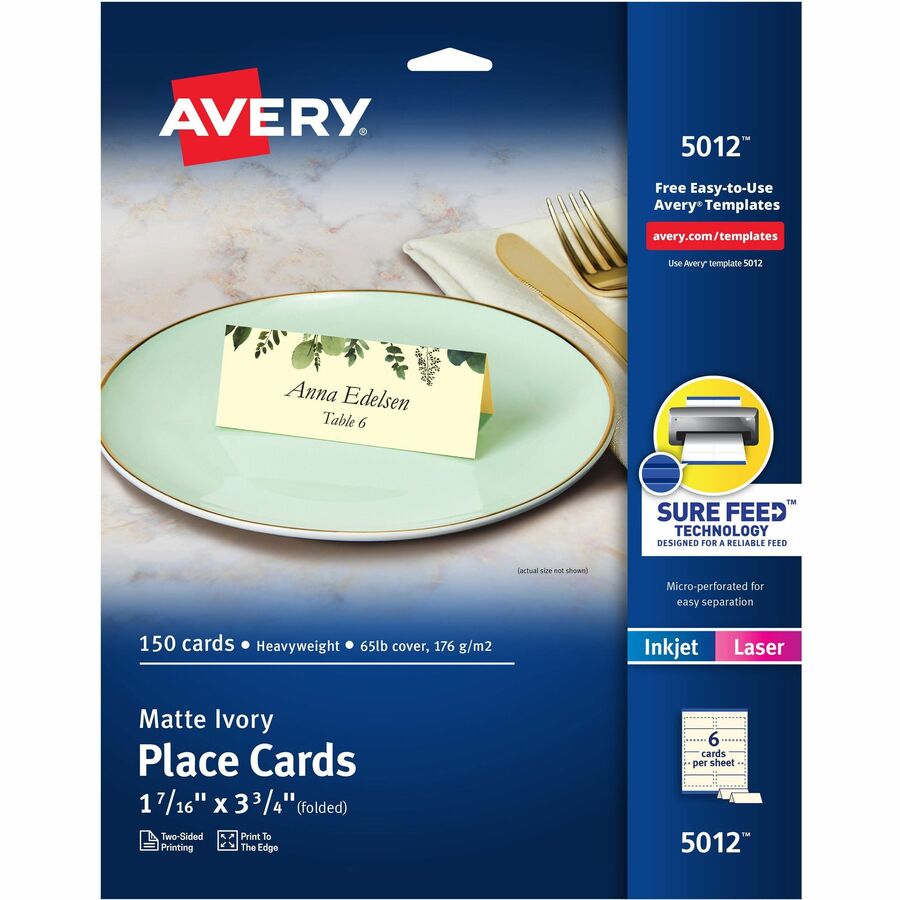 AVERY®
5012™
Free Easy-to-Use
Avery® Templates
avery.com/templates
Use Avery® template 5012
Anna Edelsen
Table 6
SURE FEED™
TECHNOLOGY
DESIGNED FOR A RELIABLE FEED
(actual size not shown)
Micro-perforated for
easy separation
150 cards • Heavyweight • 65lb cover, 176 g/m2
Inkjet Laser
Matte Ivory
Place Cards
1 7/16" x 3 3/4" (folded)
Two-Sided
Printing
Print To
The Edge
6
cards
per sheet
5012™